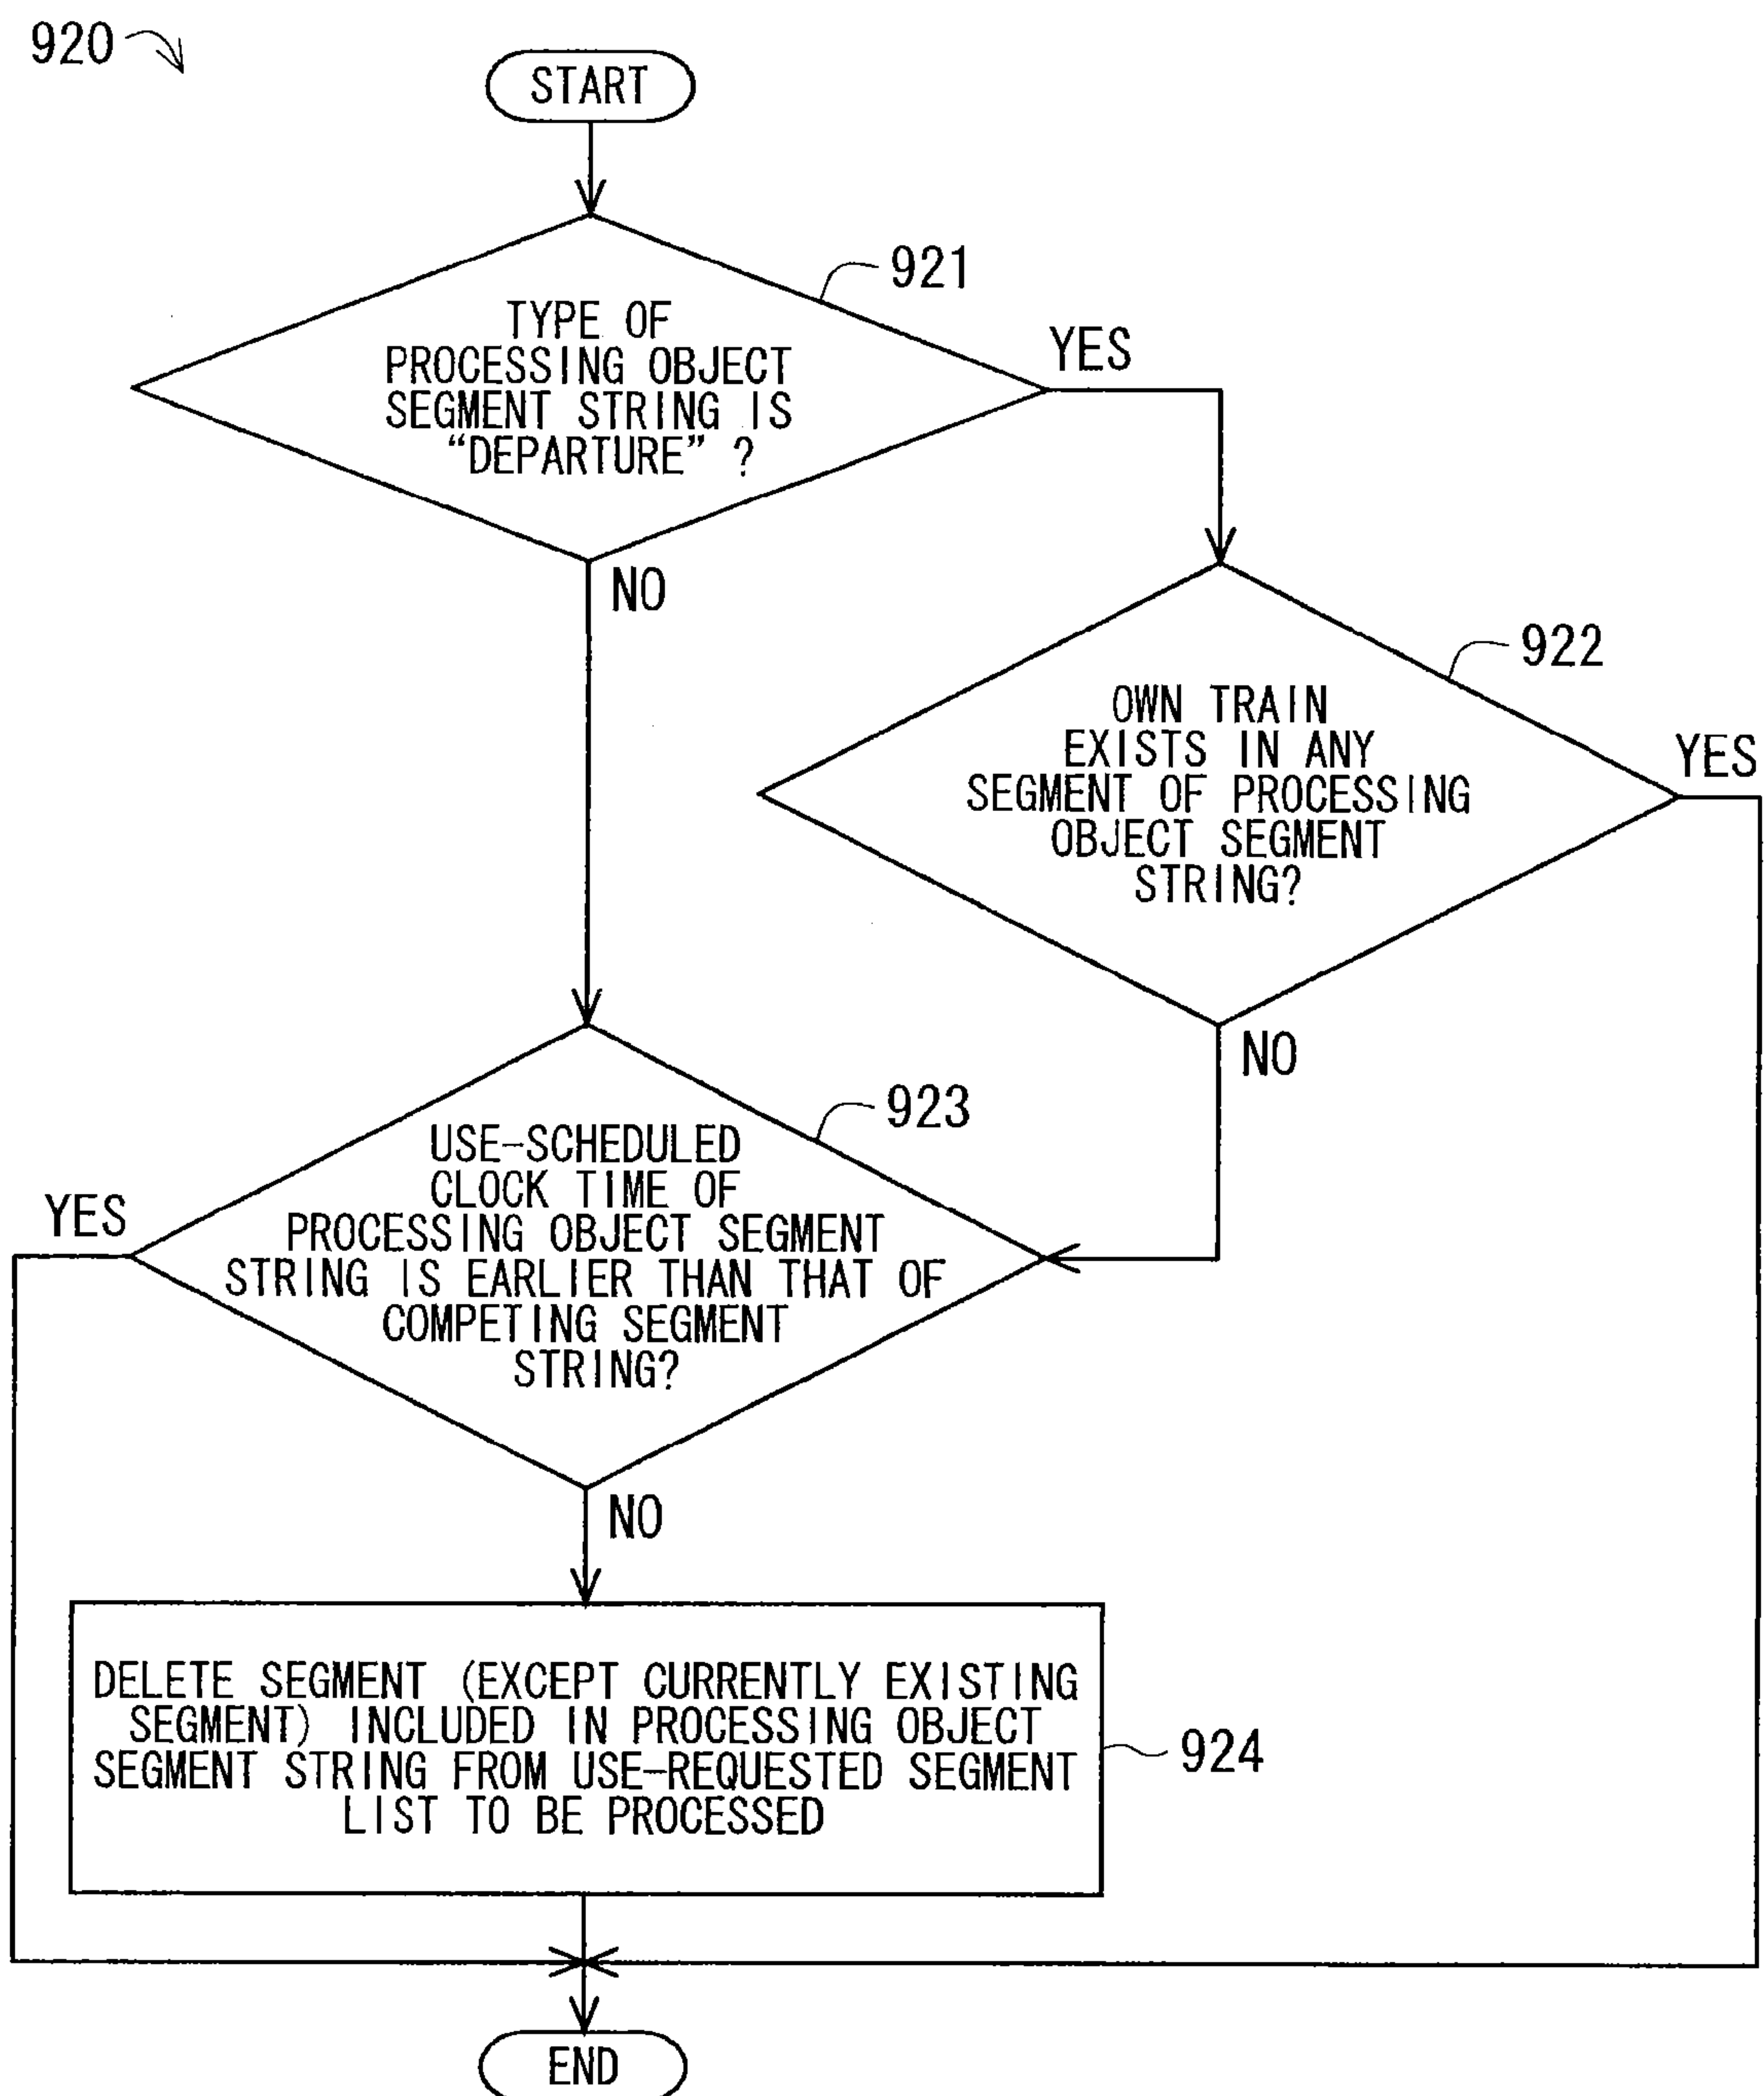 920
START
921
TYPE OF
PROCESSING OBJECT
SEGMENT STRING IS
“DEPARTURE” ?
YES
NO
922
OWN TRAIN
EXISTS IN ANY
SEGMENT OF PROCESSING
OBJECT SEGMENT
STRING?
YES
NO
923
USE-SCHEDULED
CLOCK TIME OF
PROCESSING OBJECT SEGMENT
STRING IS EARLIER THAN THAT OF
COMPETING SEGMENT
STRING?
YES
NO
DELETE SEGMENT (EXCEPT CURRENTLY EXISTING
SEGMENT) INCLUDED IN PROCESSING OBJECT
SEGMENT STRING FROM USE-REQUESTED SEGMENT
LIST TO BE PROCESSED
924
END